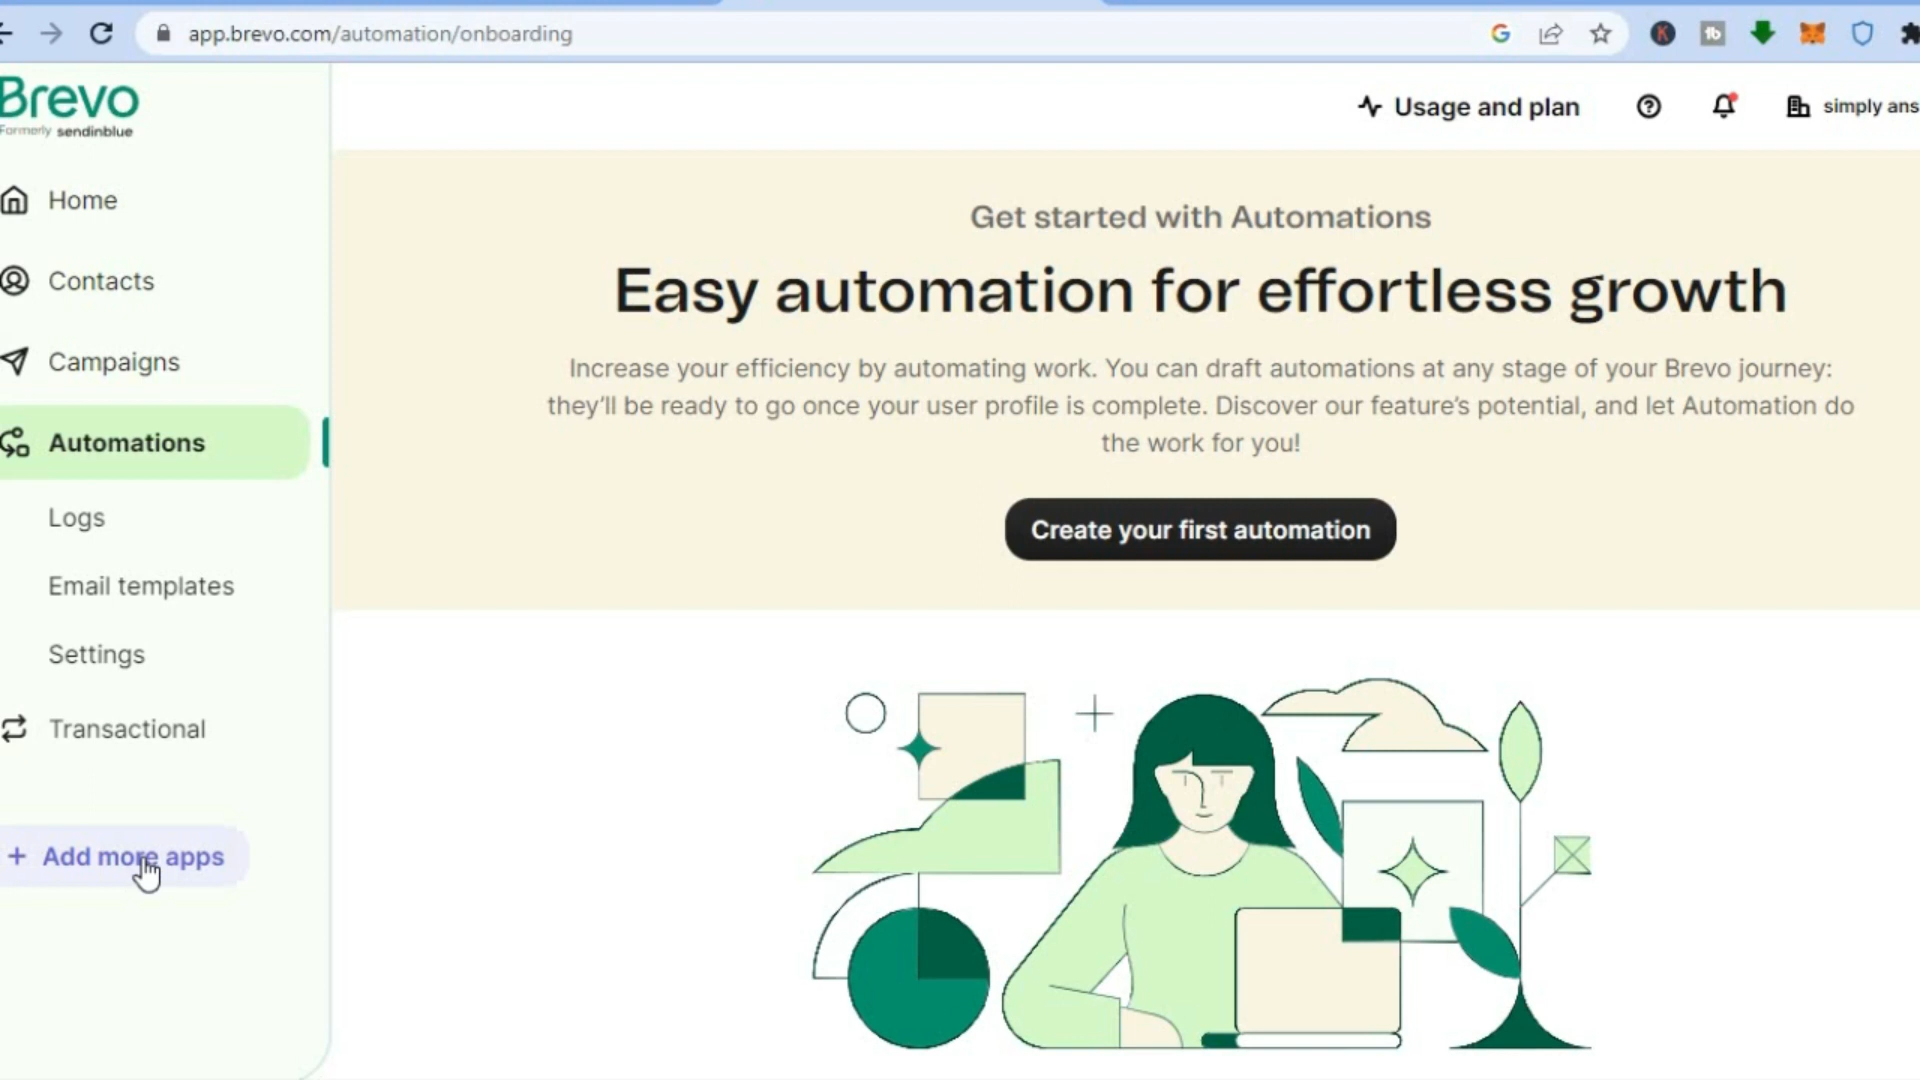 app.brevo.com/automation/onboarding
Brevo
Formerly sendinblue
Usage and plan
simply ans
Home
Contacts
Campaigns
Automations
Logs
Email templates
Settings
Transactional
+ Add more apps
Get started with Automations
Easy automation for effortless growth
Increase your efficiency by automating work. You can draft automations at any stage of your Brevo journey:
they'll be ready to go once your user profile is complete. Discover our feature's potential, and let Automation do
the work for you!
Create your first automation